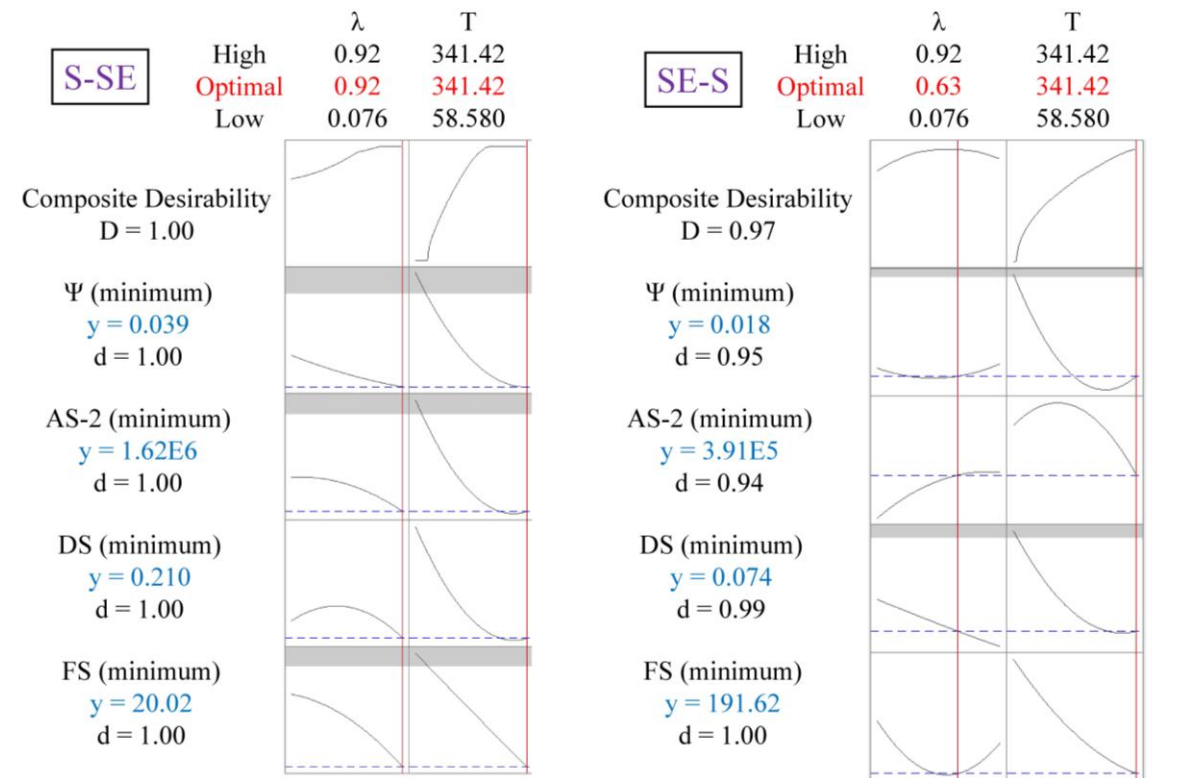 λ T
S-SE
High 0.92 341.42
Optimal 0.92 341.42
Low 0.076 58.580
Composite Desirability
D = 1.00
Ψ (minimum)
y = 0.039
d = 1.00
AS-2 (minimum)
y = 1.62E6
d = 1.00
DS (minimum)
y = 0.210
d = 1.00
FS (minimum)
y = 20.02
d = 1.00
λ T
SE-S
High 0.92 341.42
Optimal 0.63 341.42
Low 0.076 58.580
Composite Desirability
D = 0.97
Ψ (minimum)
y = 0.018
d = 0.95
AS-2 (minimum)
y = 3.91E5
d = 0.94
DS (minimum)
y = 0.074
d = 0.99
FS (minimum)
y = 191.62
d = 1.00